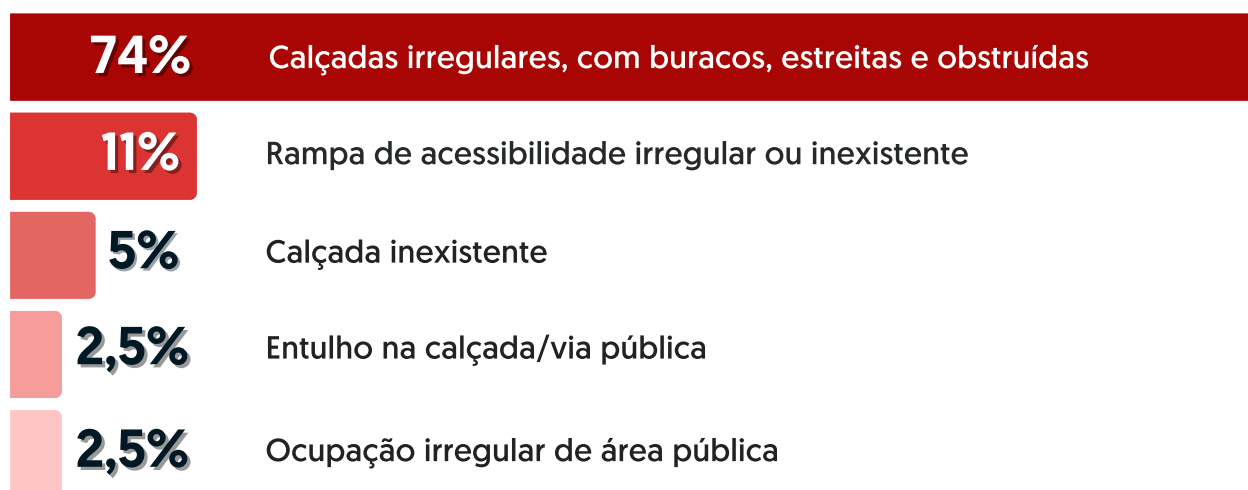 74% Calçadas irregulares, com buracos, estreitas e obstruídas
11% Rampa de acessibilidade irregular ou inexistente
5% Calçada inexistente
2,5% Entulho na calçada/via pública
2,5% Ocupação irregular de área pública